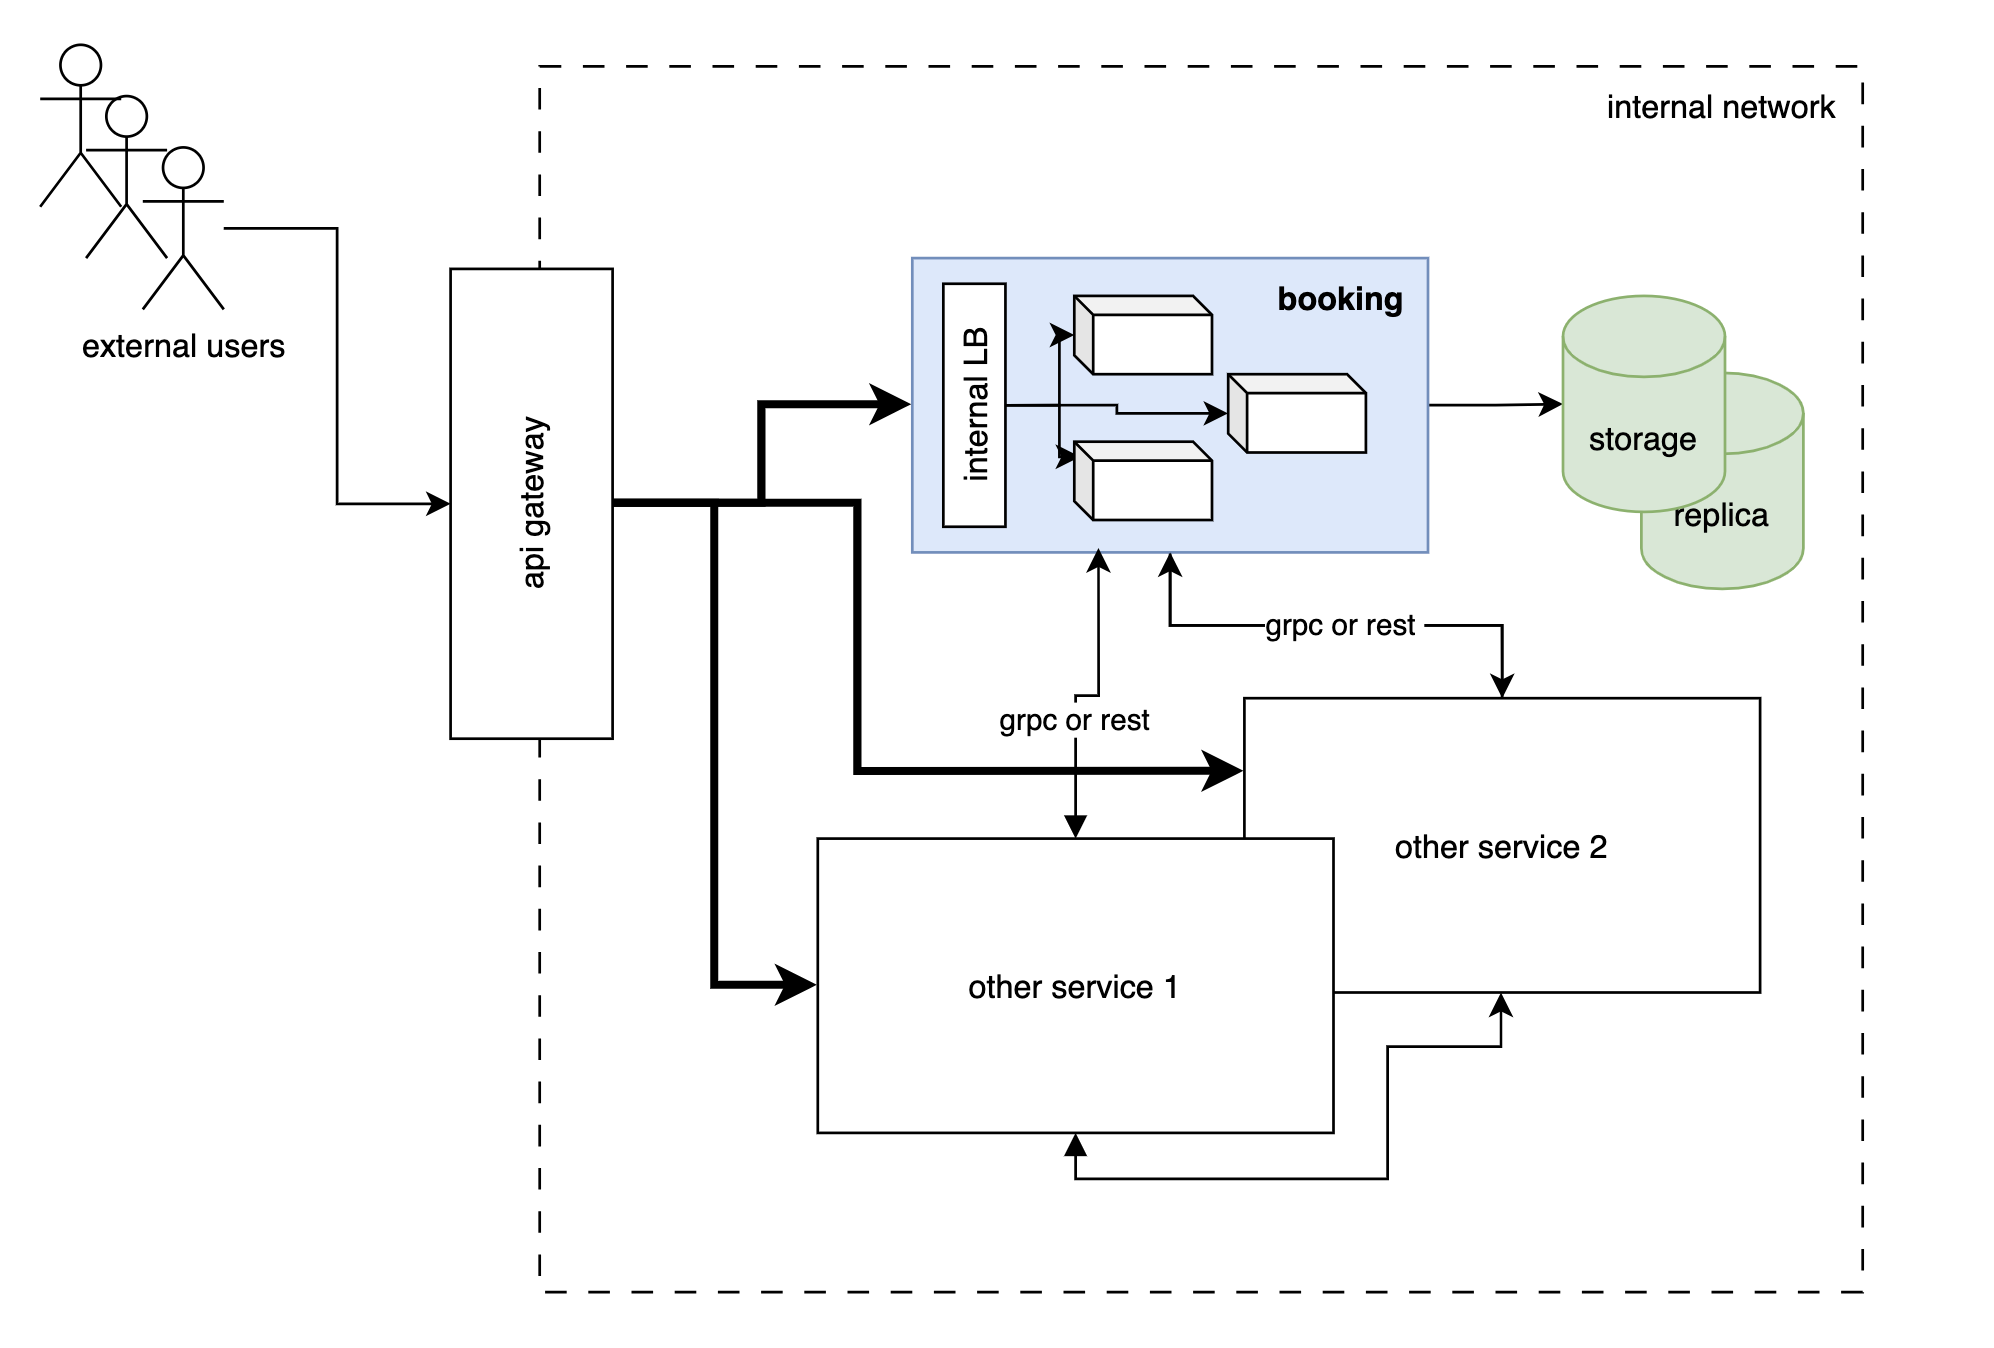 internal network
external users
api gateway
internal LB
booking
storage
replica
grpc or rest
grpc or rest
other service 2
other service 1